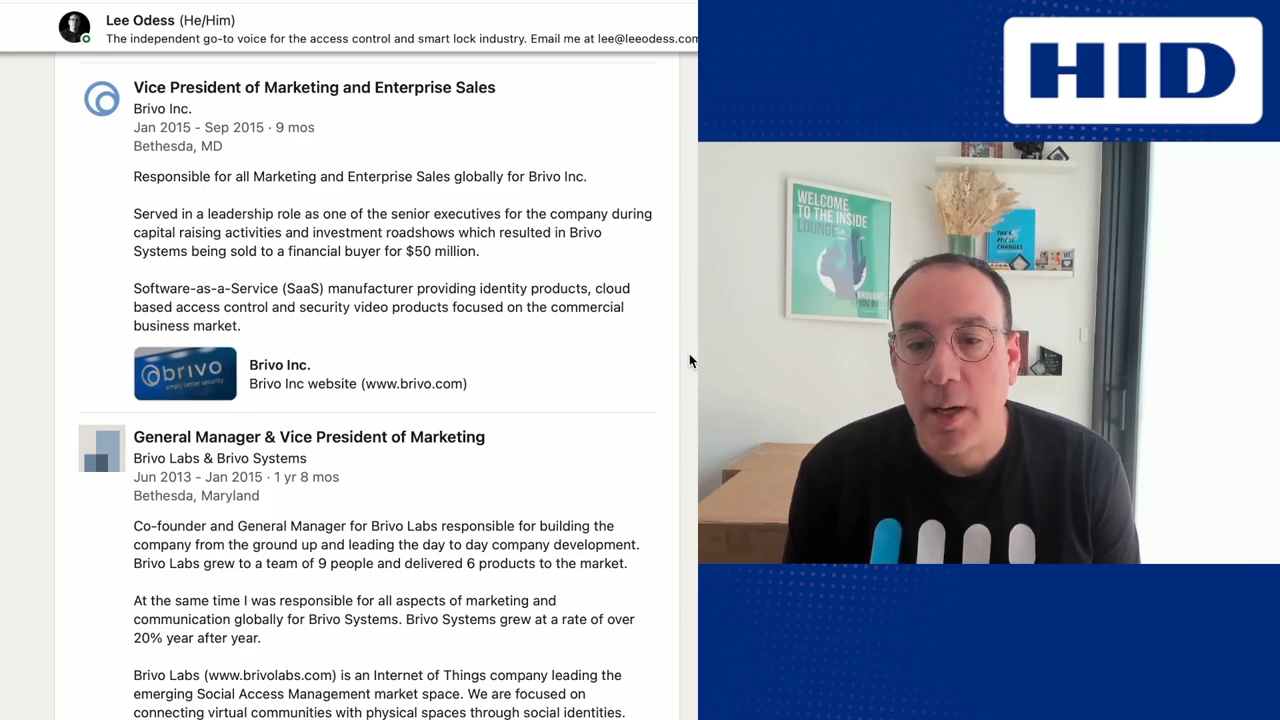 Lee Odess (He/Him)
The independent go-to voice for the access control and smart lock industry. Email me at lee@leeodess.com
Vice President of Marketing and Enterprise Sales
Brivo Inc.
Jan 2015 - Sep 2015 · 9 mos
Bethesda, MD
Responsible for all Marketing and Enterprise Sales globally for Brivo Inc.
Served in a leadership role as one of the senior executives for the company during
capital raising activities and investment roadshows which resulted in Brivo
Systems being sold to a financial buyer for $50 million.
Software-as-a-Service (SaaS) manufacturer providing identity products, cloud
based access control and security video products focused on the commercial
business market.
brivo
simply better security
Brivo Inc.
Brivo Inc website (www.brivo.com)
General Manager & Vice President of Marketing
Brivo Labs & Brivo Systems
Jun 2013 - Jan 2015 · 1 yr 8 mos
Bethesda, Maryland
Co-founder and General Manager for Brivo Labs responsible for building the
company from the ground up and leading the day to day company development.
Brivo Labs grew to a team of 9 people and delivered 6 products to the market.
At the same time I was responsible for all aspects of marketing and
communication globally for Brivo Systems. Brivo Systems grew at a rate of over
20% year after year.
Brivo Labs (www.brivolabs.com) is an Internet of Things company leading the
emerging Social Access Management market space. We are focused on
connecting virtual communities with physical spaces through social identities.
HID
WELCOME
TO THE INSIDE
LOUNGE
BROUGHT
TO YOU BY
THE 6
PHASE
CHANGES